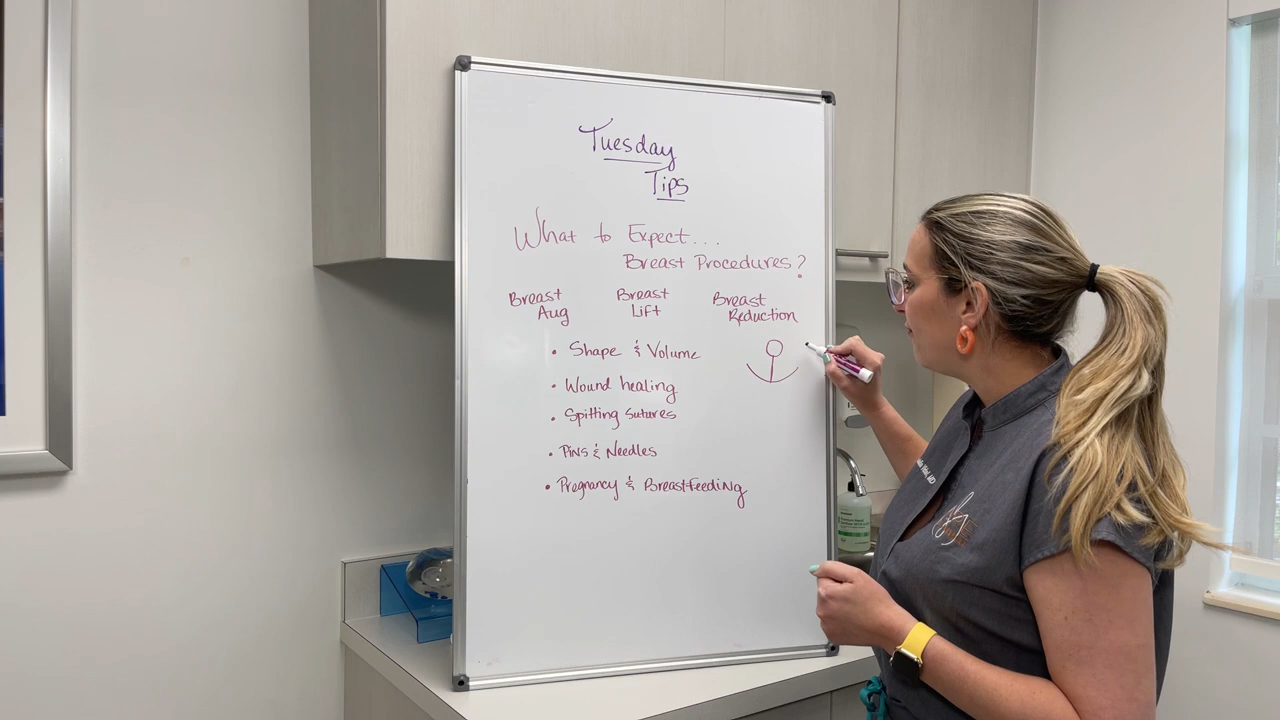 Tuesday
Tips
What to Expect...
Breast Procedures?
Breast Aug
Breast Lift
Breast Reduction
• Shape & Volume
• Wound healing
• Spitting Sutures
• Pins & Needles
• Pregnancy & Breastfeeding
MD